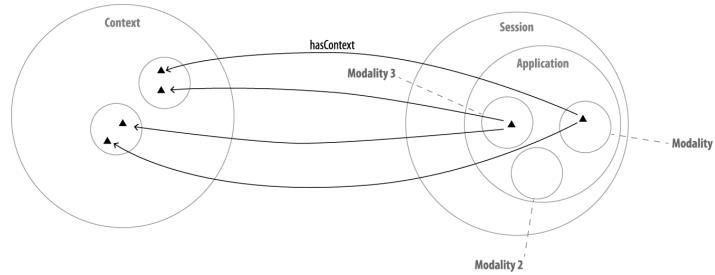 Context
Session
hasContext
Application
Modality 3
Modality
Modality 2